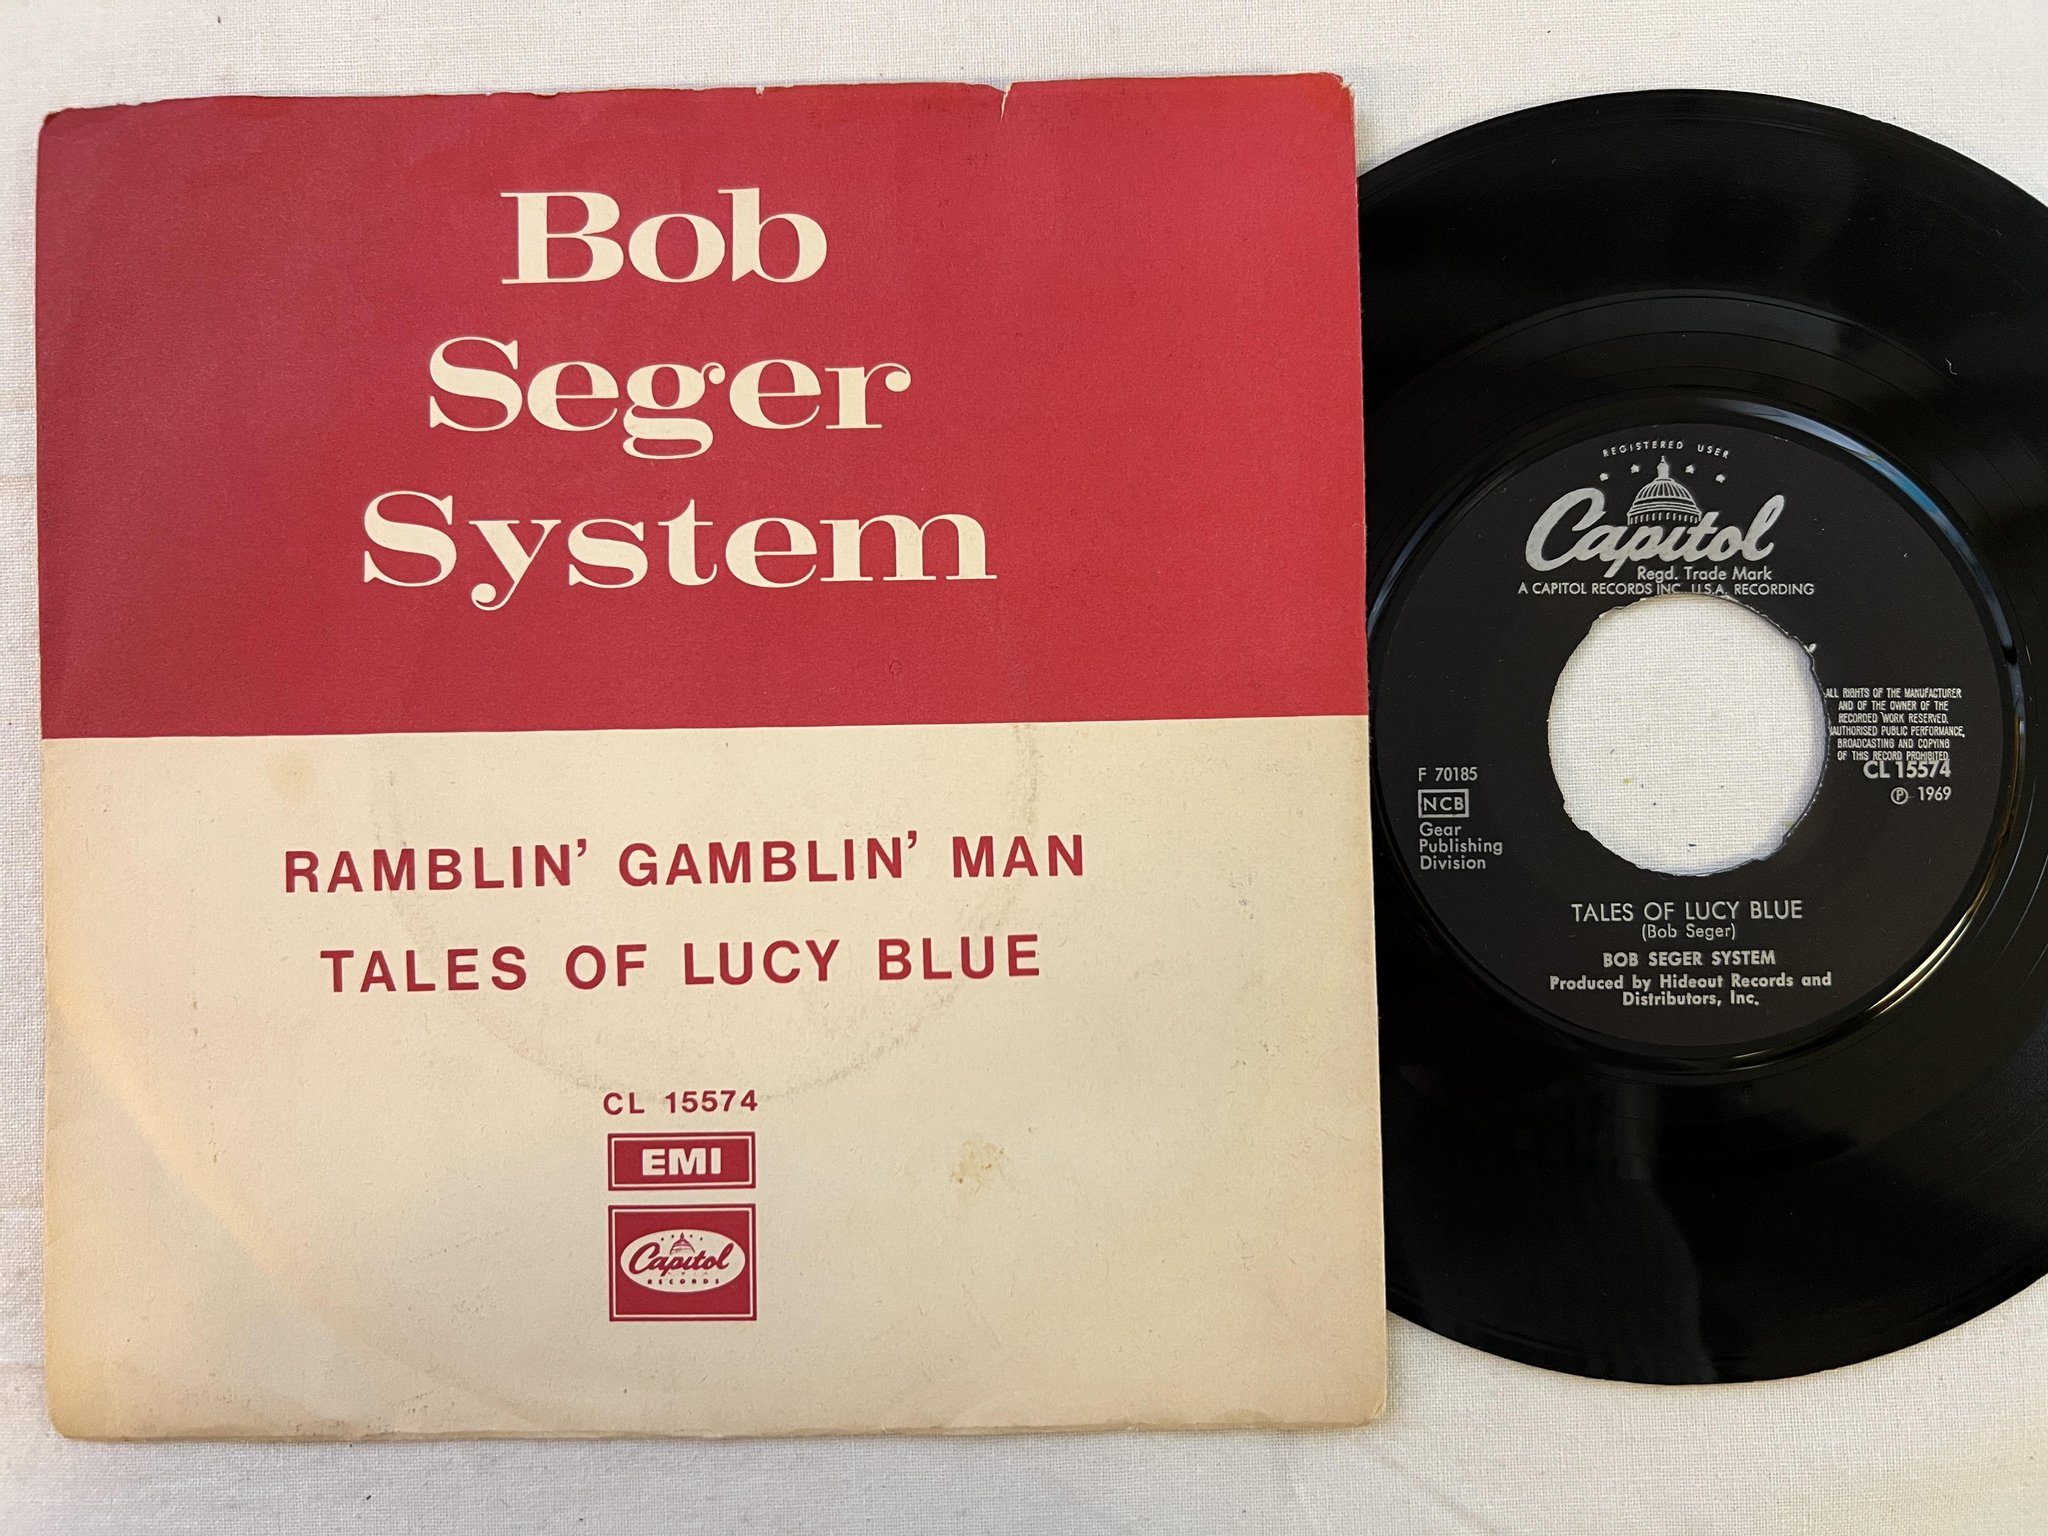 Bob
Seger
System
RAMBLIN' GAMBLIN' MAN
TALES OF LUCY BLUE
CL 15574
EMI
Capitol
RECORDS
REGISTERED USER
Capitol
Regd. Trade Mark
A CAPITOL RECORDS INC. U.S.A. RECORDING
ALL RIGHTS OF THE MANUFACTURER
AND OF THE OWNER OF THE
RECORDED WORK RESERVED.
PUBLIC PERFORMANCE,
BROADCASTING AND COPYING
OF THIS RECORD PROHIBITED.
CL 15574
Ⓟ 1969
F 70185
NCB
Gear
Publishing
Division
TALES OF LUCY BLUE
(Bob Seger)
BOB SEGER SYSTEM
Produced by Hideout Records and
Distributors, Inc.